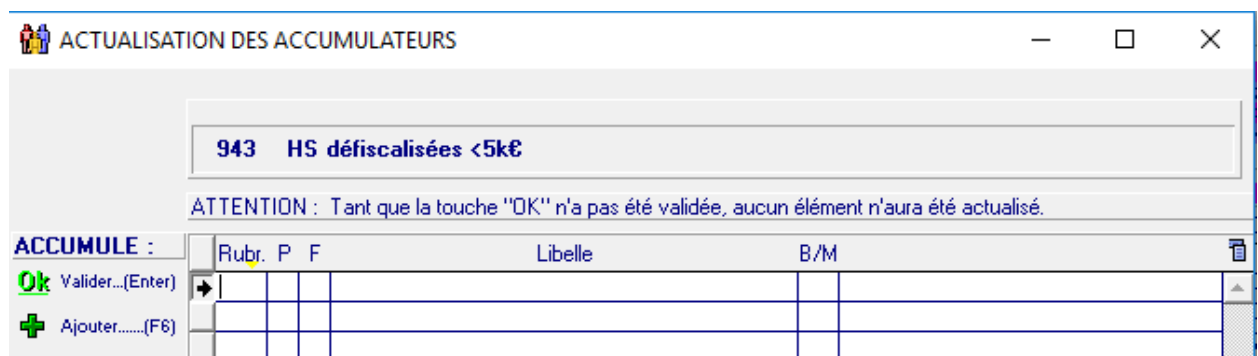 ACTUALISATION DES ACCUMULATEURS
943 HS défiscalisées <5k€
ATTENTION : Tant que la touche "OK" n'a pas été validée, aucun élément n'aura été actualisé.
ACCUMULE :
Rubr. P F Libelle B/M
Ok Valider...(Enter)
Ajouter......(F6)